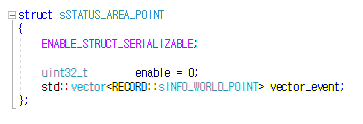 struct sSTATUS_AREA_POINT
{
ENABLE_STRUCT_SERIALIZABLE;
uint32_t enable = 0;
std::vector<RECORD::sINFO_WORLD_POINT> vector_event;
};